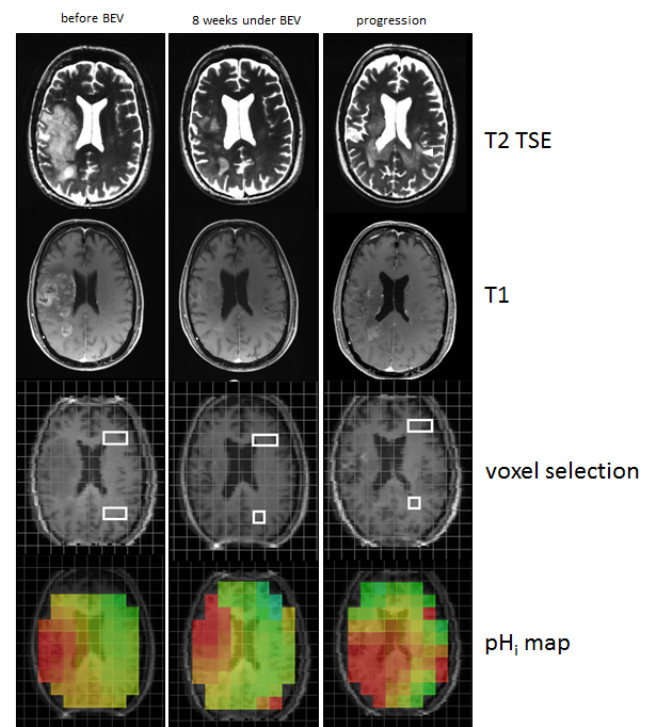 before BEV
8 weeks under BEV
progression
T2 TSE
T1
voxel selection
pHi map